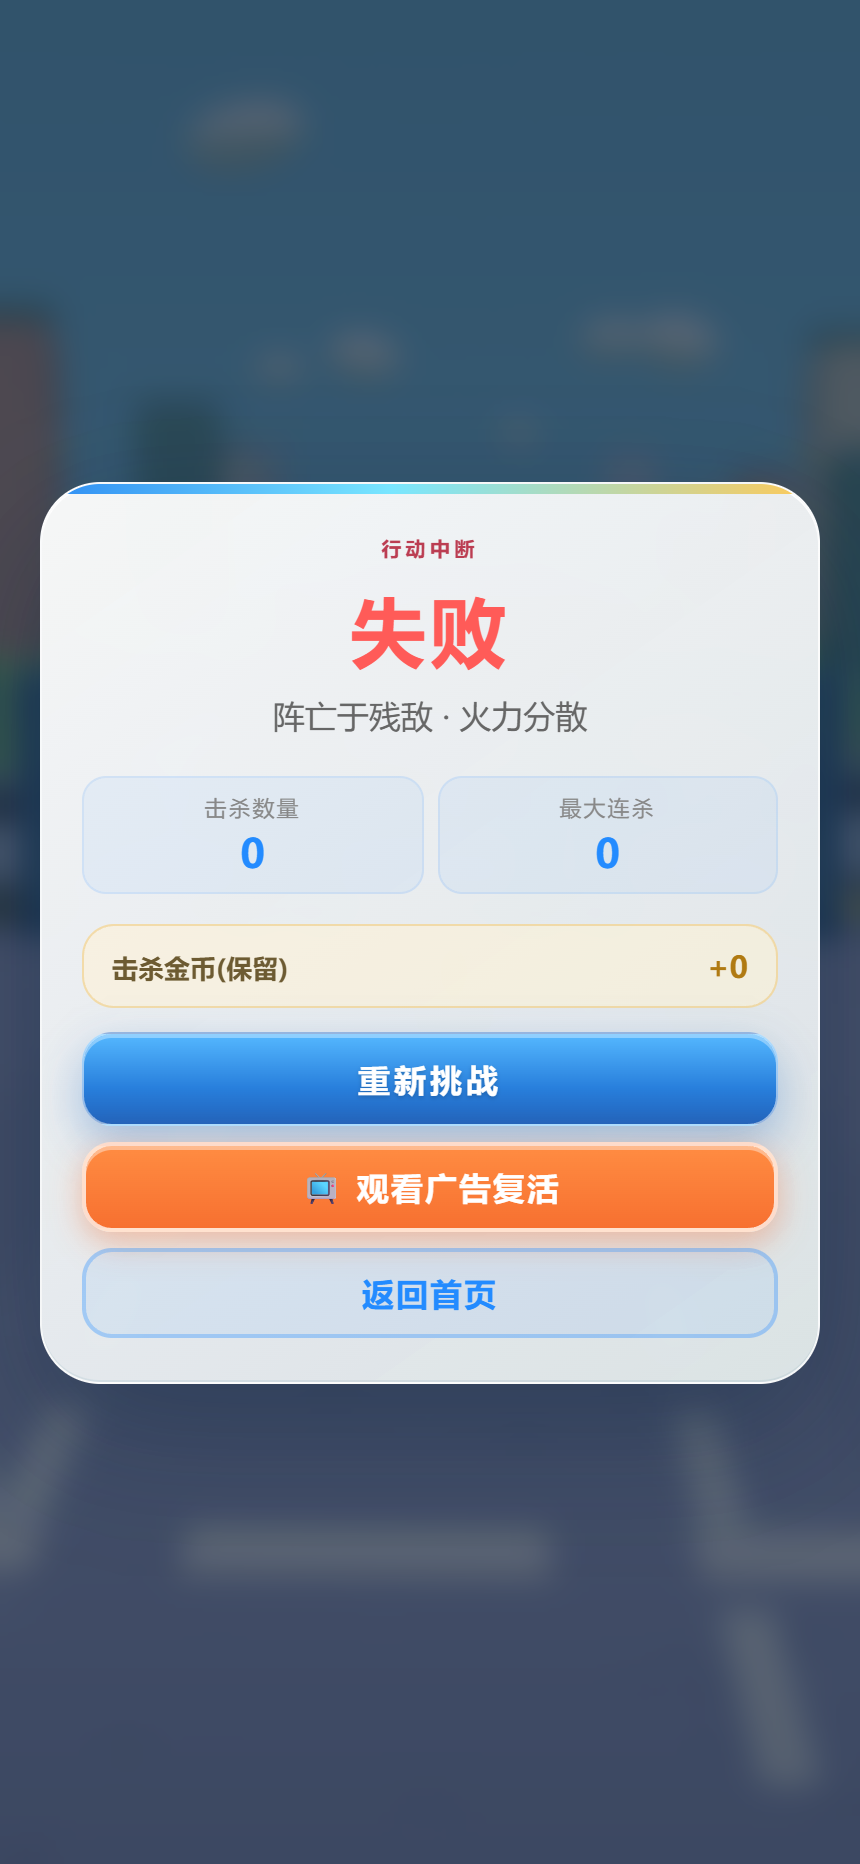 行动中断
失败
阵亡于残敌 · 火力分散
击杀数量
0
最大连杀
0
击杀金币(保留)
+0
重新挑战
观看广告复活
返回首页